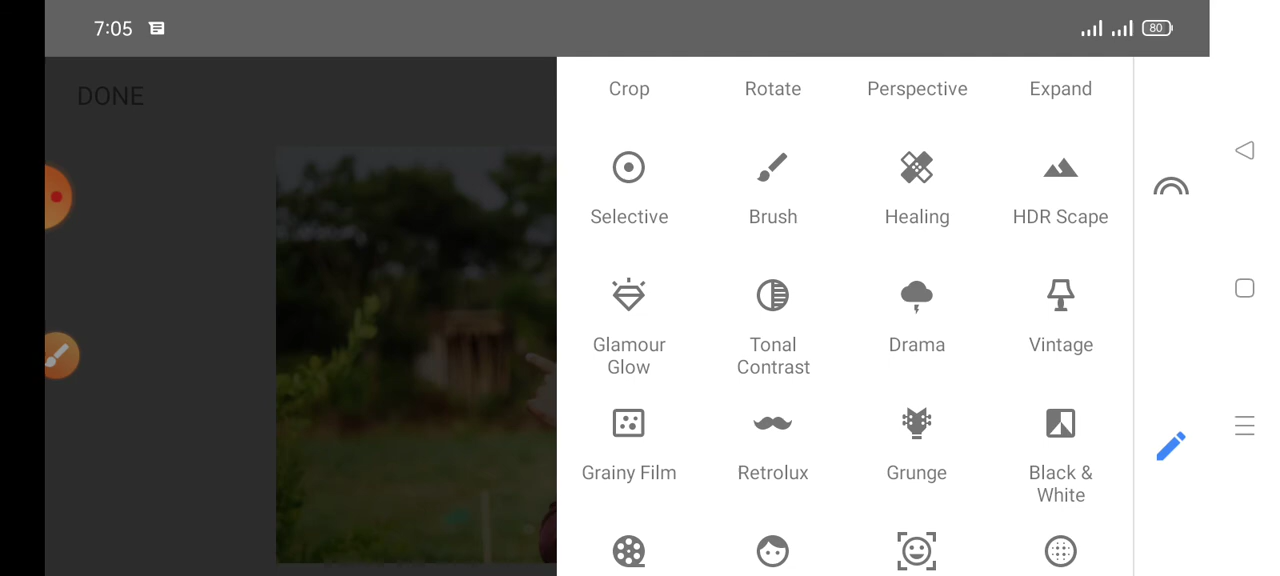 7:05
80
DONE
Crop Rotate Perspective Expand
Selective Brush Healing HDR Scape
Glamour Glow Tonal Contrast Drama Vintage
Grainy Film Retrolux Grunge Black & White